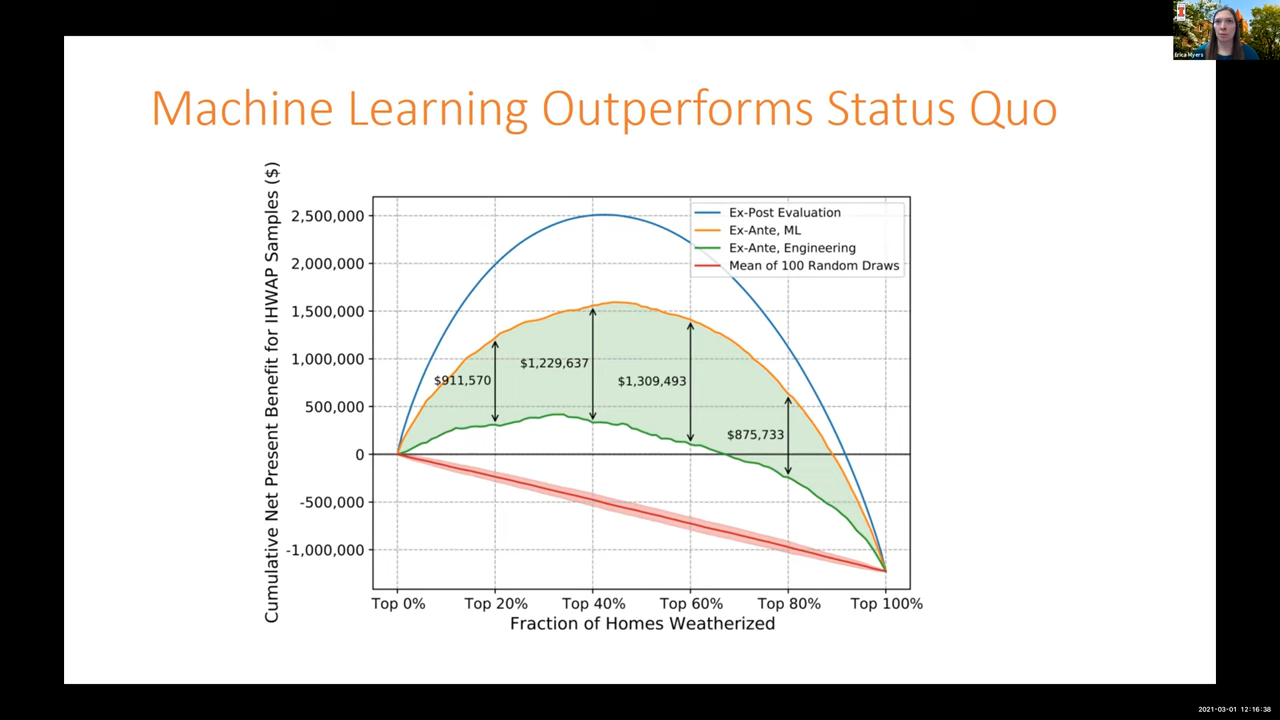 Erica Myers
Machine Learning Outperforms Status Quo
Cumulative Net Present Benefit for IHWAP Samples ($)
2,500,000
2,000,000
1,500,000
1,000,000
500,000
0
-500,000
-1,000,000
Ex-Post Evaluation
Ex-Ante, ML
Ex-Ante, Engineering
Mean of 100 Random Draws
$911,570
$1,229,637
$1,309,493
$875,733
Top 0%
Top 20%
Top 40%
Top 60%
Top 80%
Top 100%
Fraction of Homes Weatherized
2021-03-01 12:16:38